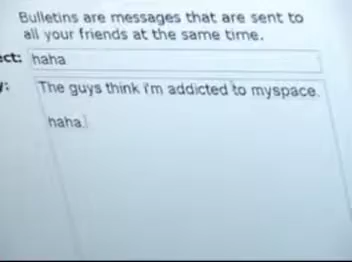 Bulletins are messages that are sent to
all your friends at the same time.
ct: haha
y: The guys think i'm addicted to myspace.
haha.